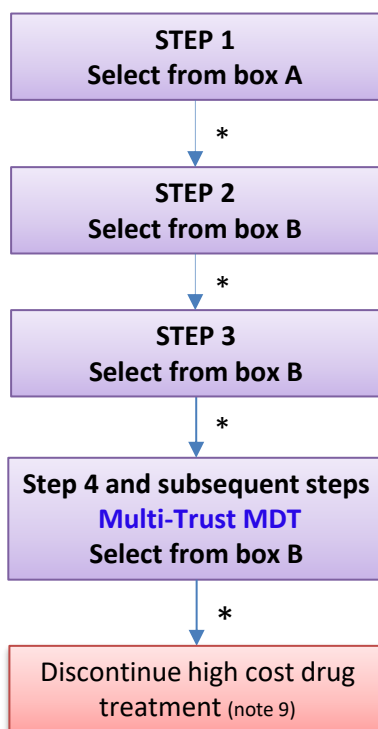 STEP 1
Select from box A
*
STEP 2
Select from box B
*
STEP 3
Select from box B
*
Step 4 and subsequent steps
Multi-Trust MDT
Select from box B
*
Discontinue high cost drug
treatment (note 9)